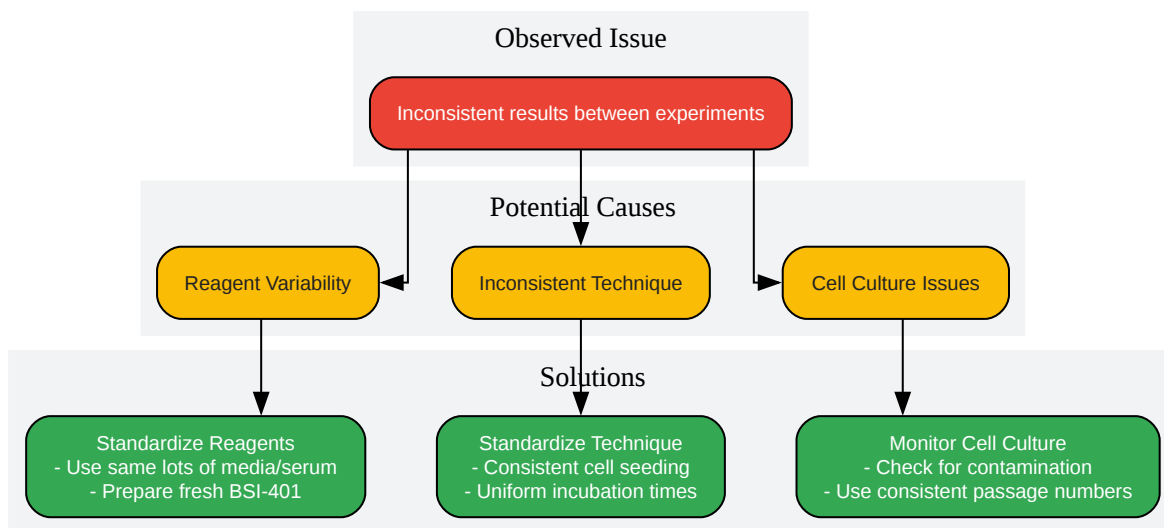 Observed Issue
Inconsistent results between experiments
Potential Causes
Reagent Variability
Inconsistent Technique
Cell Culture Issues
Solutions
Standardize Reagents
- Use same lots of media/serum
- Prepare fresh BSI-401
Standardize Technique
- Consistent cell seeding
- Uniform incubation times
Monitor Cell Culture
- Check for contamination
- Use consistent passage numbers